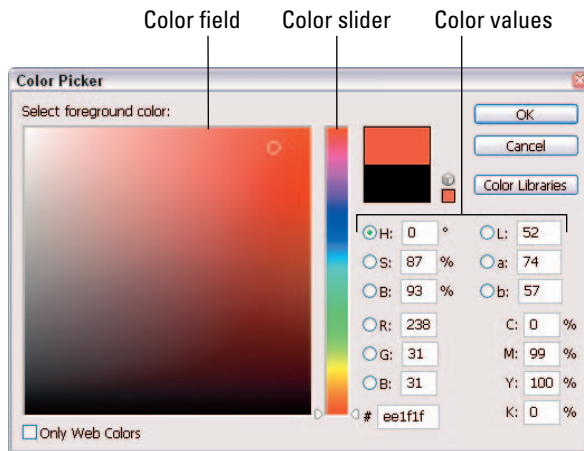 Color field Color slider Color values
Color Picker
Select foreground color:
OK
Cancel
Color Libraries
H: 0 °
S: 87 %
B: 93 %
R: 238
G: 31
B: 31
# ee1f1f
L: 52
a: 74
b: 57
C: 0 %
M: 99 %
Y: 100 %
K: 0 %
Only Web Colors